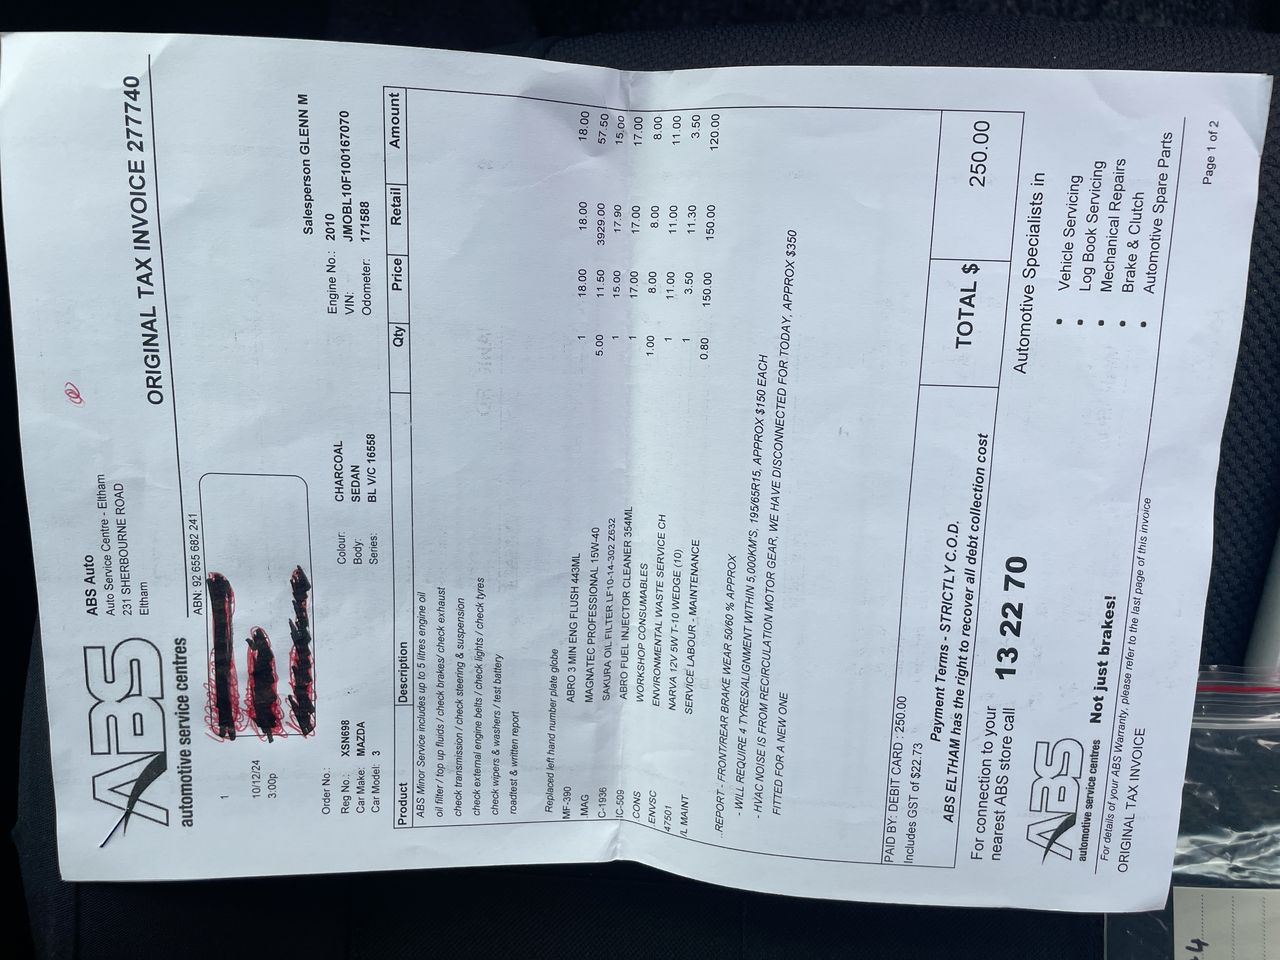 ABS
automotive service centres
ABS Auto
Auto Service Centre - Eltham
231 SHERBOURNE ROAD
Eltham
ORIGINAL TAX INVOICE 277740
ABN: 92 655 682 241
1
10/12/24
3:00p
Salesperson GLENN M
Order No.:
Reg No.: XSN698 Colour: CHARCOAL Engine No.: 2010
Car Make: MAZDA Body: SEDAN VIN: JMOBL10F100167070
Car Model: 3 Series: BL V/C 16558 Odometer: 171588
Product Description Qty Price Retail Amount
ABS Minor Service includes up to 5 litres engine oil
oil filter / top up fluids / check brakes/ check exhaust
check transmission / check steering & suspension
check external engine belts / check lights / check tyres
check wipers & washers / test battery
roadtest & written report
Replaced left hand number plate globe
MF-390 ABRO 3 MIN ENG FLUSH 443ML 1 18.00 18.00 18.00
MAG MAGNATEC PROFESSIONAL 15W-40 5.00 11.50 3929.00 57.50
C-1936 SAKURA OIL FILTER LF10-14-302 Z632 1 15.00 17.90 15.00
IC-509 ABRO FUEL INJECTOR CLEANER 354ML 1 17.00 17.00 17.00
CONS WORKSHOP CONSUMABLES 1.00 8.00 8.00 8.00
ENVSC ENVIRONMENTAL WASTE SERVICE CH 1 11.00 11.00 11.00
47501 NARVA 12V 5W T-10 WEDGE (10) 1 3.50 11.30 3.50
/L MAINT SERVICE LABOUR - MAINTENANCE 0.80 150.00 150.00 120.00
..REPORT - FRONT/REAR BRAKE WEAR 50/60 % APPROX
- WILL REQUIRE 4 TYRES/ALIGNMENT WITHIN 5,000KM'S, 195/65R15, APPROX $150 EACH
- HVAC NOISE IS FROM RECIRCULATION MOTOR GEAR, WE HAVE DISCONNECTED FOR TODAY, APPROX $350
FITTED FOR A NEW ONE
PAID BY: DEBIT CARD : 250.00
Includes GST of $22.73
Payment Terms - STRICTLY C.O.D.
ABS ELTHAM has the right to recover all debt collection cost
TOTAL $ 250.00
For connection to your
nearest ABS store call 13 22 70
ABS
automotive service centres Not just brakes!
Automotive Specialists in
• Vehicle Servicing
• Log Book Servicing
• Mechanical Repairs
• Brake & Clutch
• Automotive Spare Parts
For details of your ABS Warranty, please refer to the last page of this invoice
ORIGINAL TAX INVOICE
Page 1 of 2